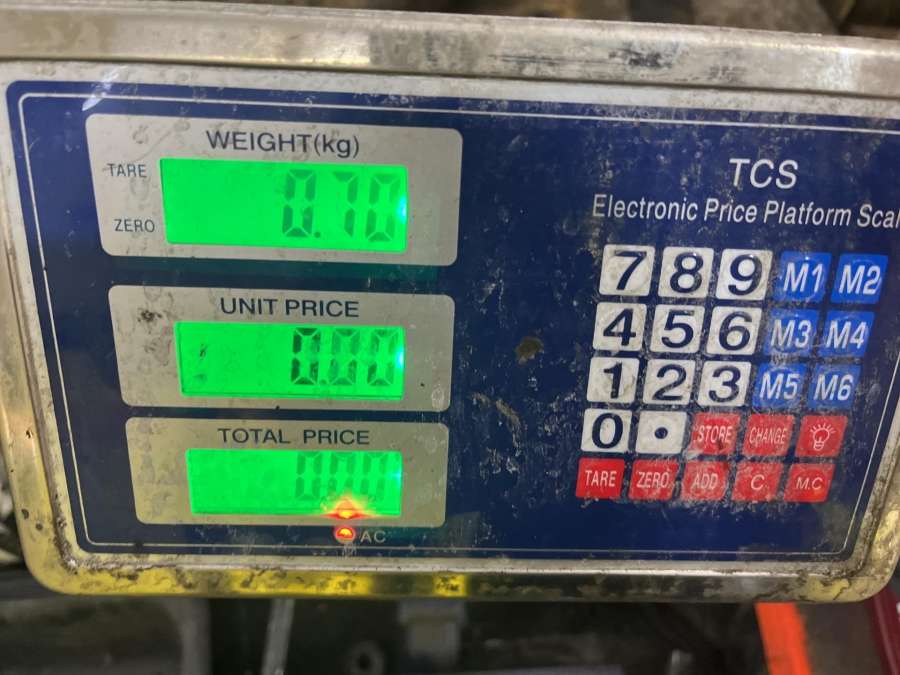 WEIGHT(kg)
TARE
ZERO
0.70
UNIT PRICE
0.00
TOTAL PRICE
0.00
AC
TCS
Electronic Price Platform
7 8 9 M1 M2
4 5 6 M3 M4
1 2 3 M5 M6
0 . STORE CHANGE
TARE ZERO ADD C M.C